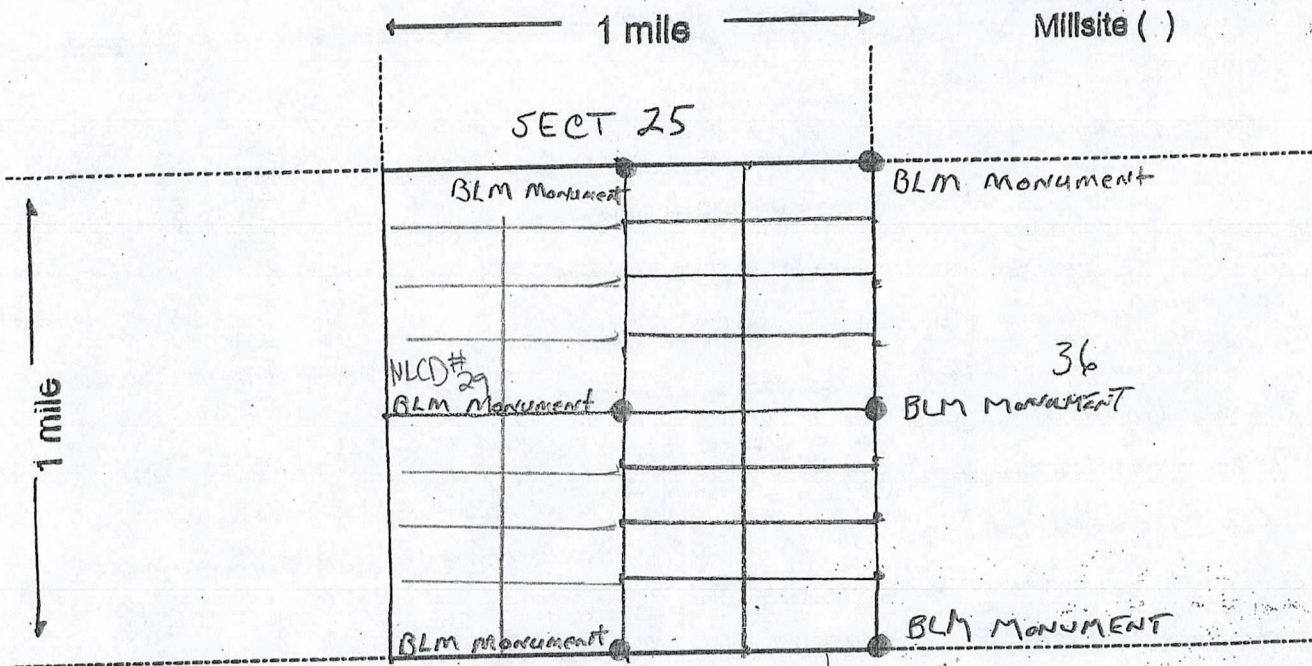 1 mile
Millsite ( )
SECT 25
BLM Monument
BLM Monument
1 mile
NLCD #29
BLM Monument
36
BLM MONUMENT
BLM Monument
BLM MONUMENT